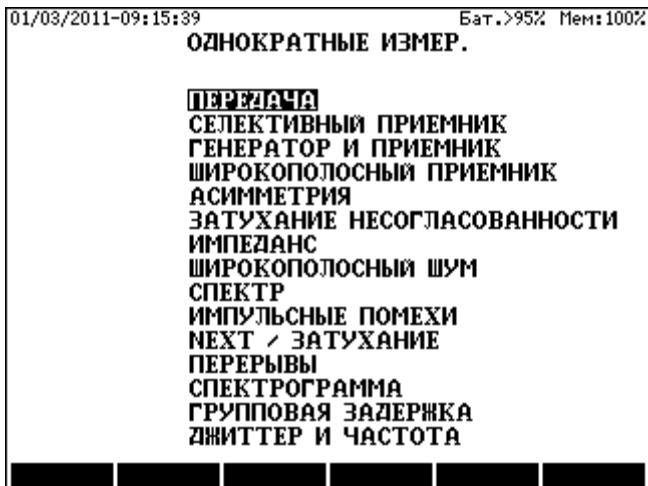 01/03/2011-09:15:39 Бат.>95% Мем:100%
ОДНОКРАТНЫЕ ИЗМЕР.
ПЕРЕДАЧА
СЕЛЕКТИВНЫЙ ПРИЕМНИК
ГЕНЕРАТОР И ПРИЕМНИК
ШИРОКОПОЛОСНЫЙ ПРИЕМНИК
АСИММЕТРИЯ
ЗАТУХАНИЕ НЕСОГЛАСОВАННОСТИ
ИМПЕДАНС
ШИРОКОПОЛОСНЫЙ ШУМ
СПЕКТР
ИМПУЛЬСНЫЕ ПОМЕХИ
NEXT / ЗАТУХАНИЕ
ПЕРЕРЫВЫ
СПЕКТРОГРАММА
ГРУППОВАЯ ЗАДЕРЖКА
ДЖИТТЕР И ЧАСТОТА